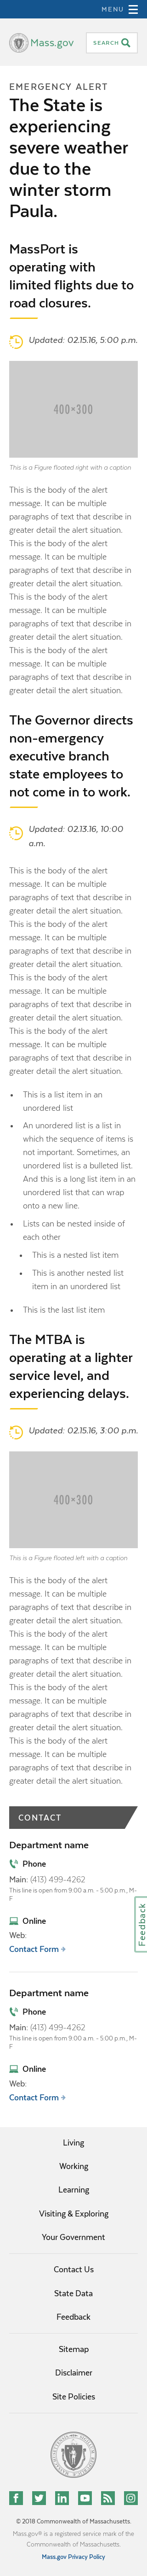 MENU
Mass.gov
SEARCH
EMERGENCY ALERT
The State is
experiencing
severe weather
due to the
winter storm
Paula.
MassPort is
operating with
limited flights due to
road closures.
Updated: 02.15.16, 5:00 p.m.
400×300
This is a Figure floated right with a caption
This is the body of the alert
message. It can be multiple
paragraphs of text that describe in
greater detail the alert situation.
This is the body of the alert
message. It can be multiple
paragraphs of text that describe in
greater detail the alert situation.
This is the body of the alert
message. It can be multiple
paragraphs of text that describe in
greater detail the alert situation.
This is the body of the alert
message. It can be multiple
paragraphs of text that describe in
greater detail the alert situation.
The Governor directs
non-emergency
executive branch
state employees to
not come in to work.
Updated: 02.13.16, 10:00
a.m.
This is the body of the alert
message. It can be multiple
paragraphs of text that describe in
greater detail the alert situation.
This is the body of the alert
message. It can be multiple
paragraphs of text that describe in
greater detail the alert situation.
This is the body of the alert
message. It can be multiple
paragraphs of text that describe in
greater detail the alert situation.
This is the body of the alert
message. It can be multiple
paragraphs of text that describe in
greater detail the alert situation.
• This is a list item in an
unordered list
• An unordered list is a list in
which the sequence of items is
not important. Sometimes, an
unordered list is a bulleted list.
And this is a long list item in an
unordered list that can wrap
onto a new line.
• Lists can be nested inside of
each other
• This is a nested list item
• This is another nested list
item in an unordered list
• This is the last list item
The MTBA is
operating at a lighter
service level, and
experiencing delays.
Updated: 02.15.16, 3:00 p.m.
400×300
This is a Figure floated left with a caption
This is the body of the alert
message. It can be multiple
paragraphs of text that describe in
greater detail the alert situation.
This is the body of the alert
message. It can be multiple
paragraphs of text that describe in
greater detail the alert situation.
This is the body of the alert
message. It can be multiple
paragraphs of text that describe in
greater detail the alert situation.
This is the body of the alert
message. It can be multiple
paragraphs of text that describe in
greater detail the alert situation.
CONTACT
Department name
Phone
Main: (413) 499-4262
This line is open from 9:00 a.m. - 5:00 p.m., M-
F
Feedback
Online
Web:
Contact Form
Department name
Phone
Main: (413) 499-4262
This line is open from 9:00 a.m. - 5:00 p.m., M-
F
Online
Web:
Contact Form
Living
Working
Learning
Visiting & Exploring
Your Government
Contact Us
State Data
Feedback
Sitemap
Disclaimer
Site Policies
© 2018 Commonwealth of Massachusetts.
Mass.gov® is a registered service mark of the
Commonwealth of Massachusetts.
Mass.gov Privacy Policy